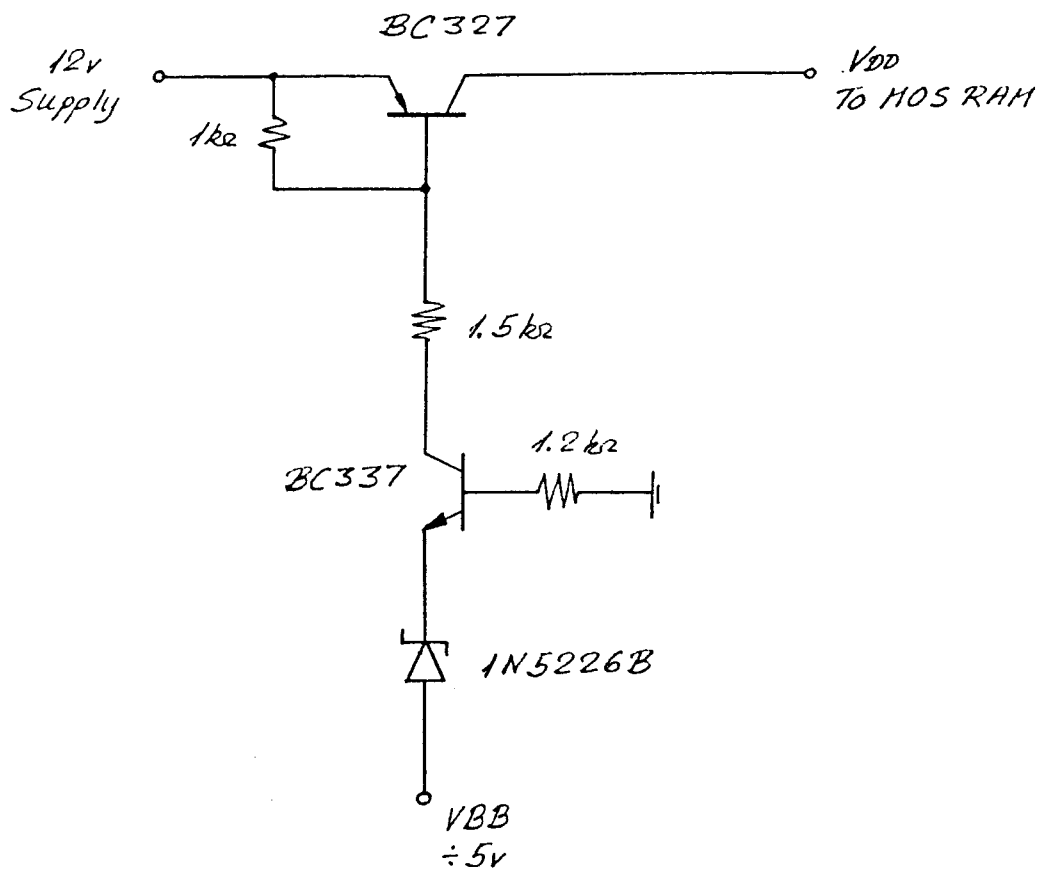 BC327
12v
Supply
VDD
To MOS RAM
1kΩ
1.5kΩ
1.2kΩ
BC337
1N5226B
VBB
÷5v